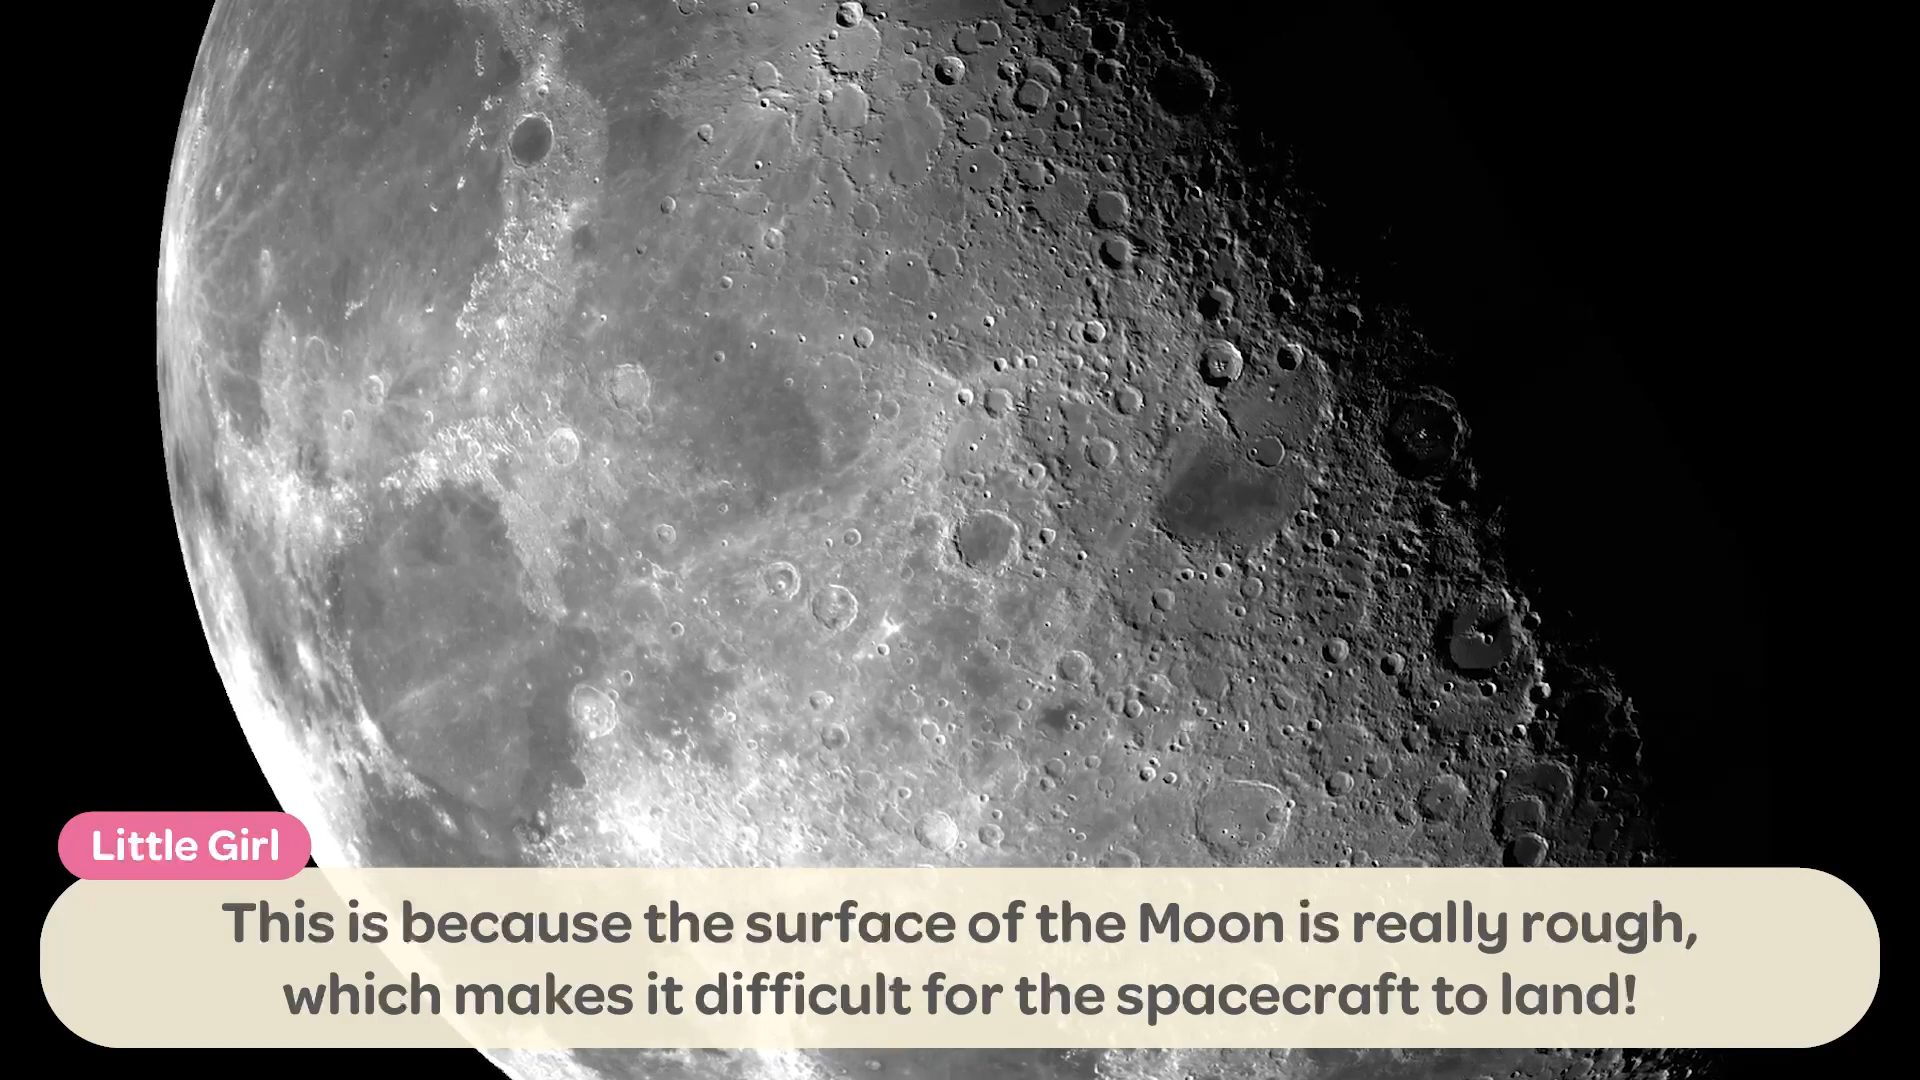 Little Girl
This is because the surface of the Moon is really rough,
which makes it difficult for the spacecraft to land!